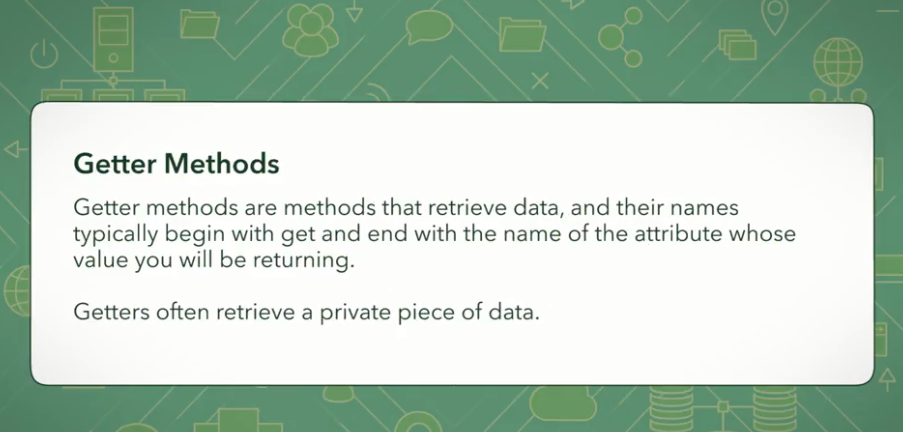 Getter Methods
Getter methods are methods that retrieve data, and their names
typically begin with get and end with the name of the attribute whose
value you will be returning.
Getters often retrieve a private piece of data.